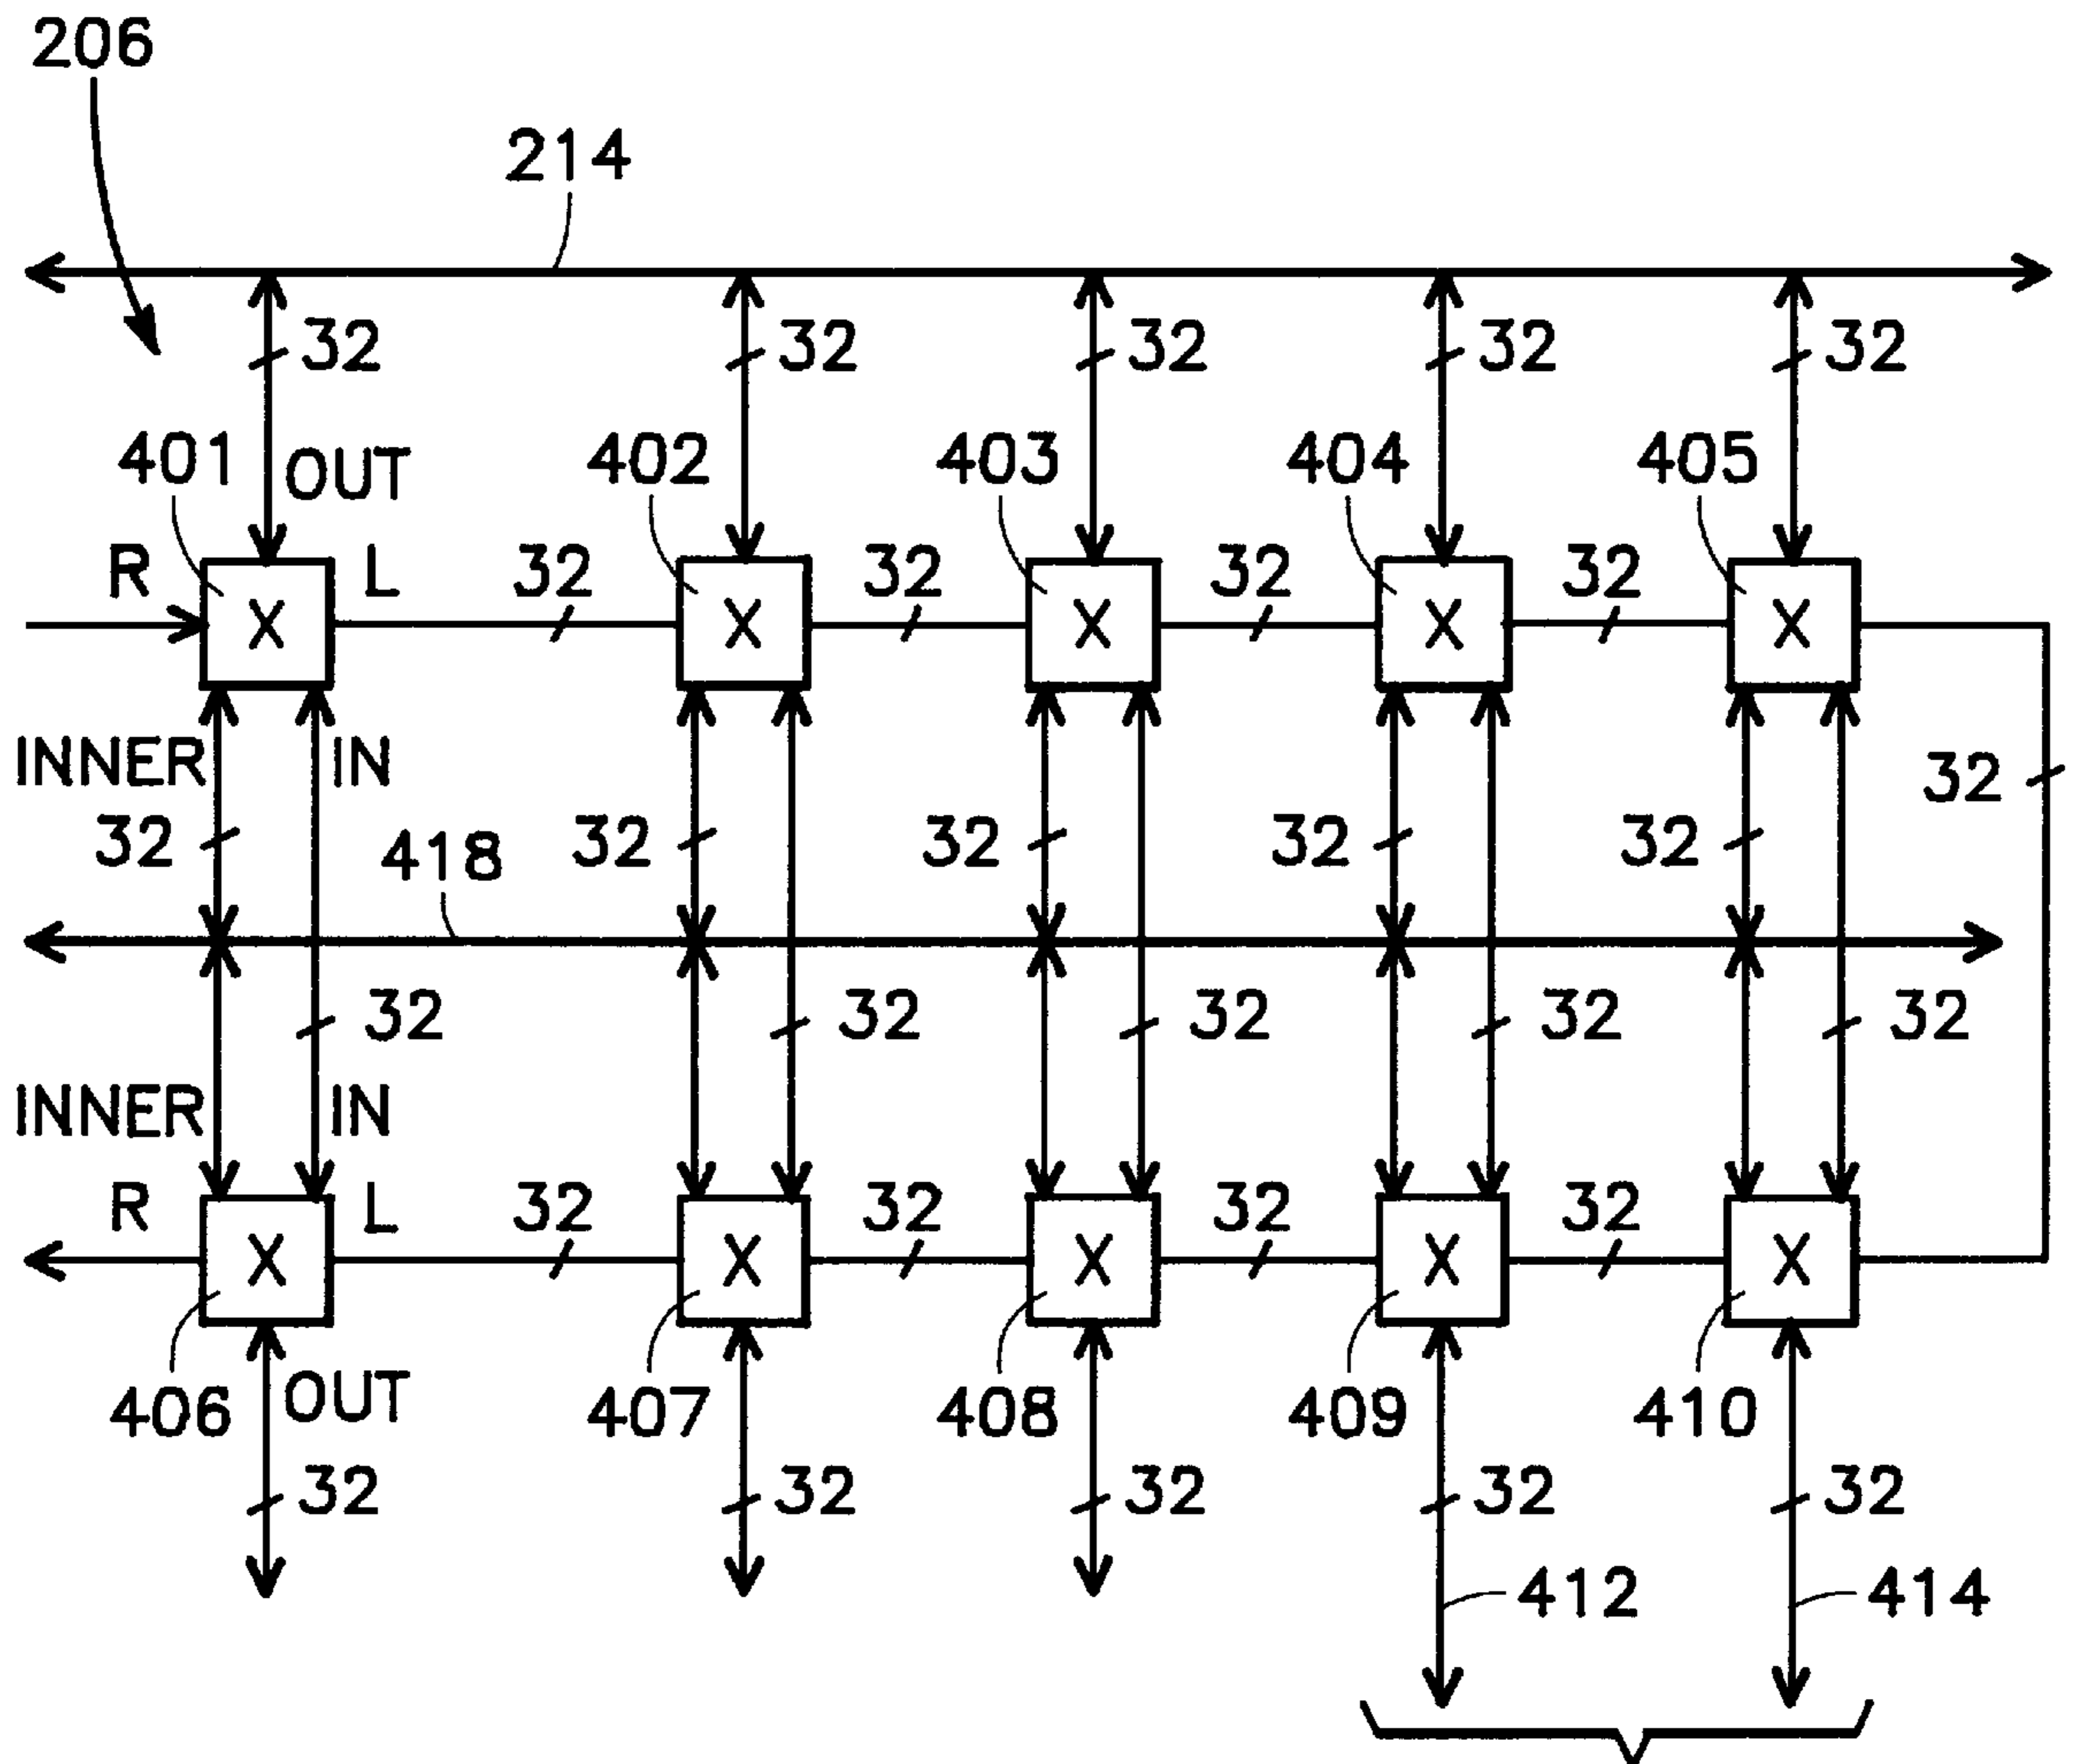 206
214
32 32 32 32 32
401 OUT 402 403 404 405
R X L 32 X 32 X 32 X 32 X
INNER IN 32
32 418 32 32 32 32
32 32 32 32 32
INNER IN
R X L 32 X 32 X 32 X 32 X
406 OUT 407 408 409 410
32 32 32 32 32
412 414